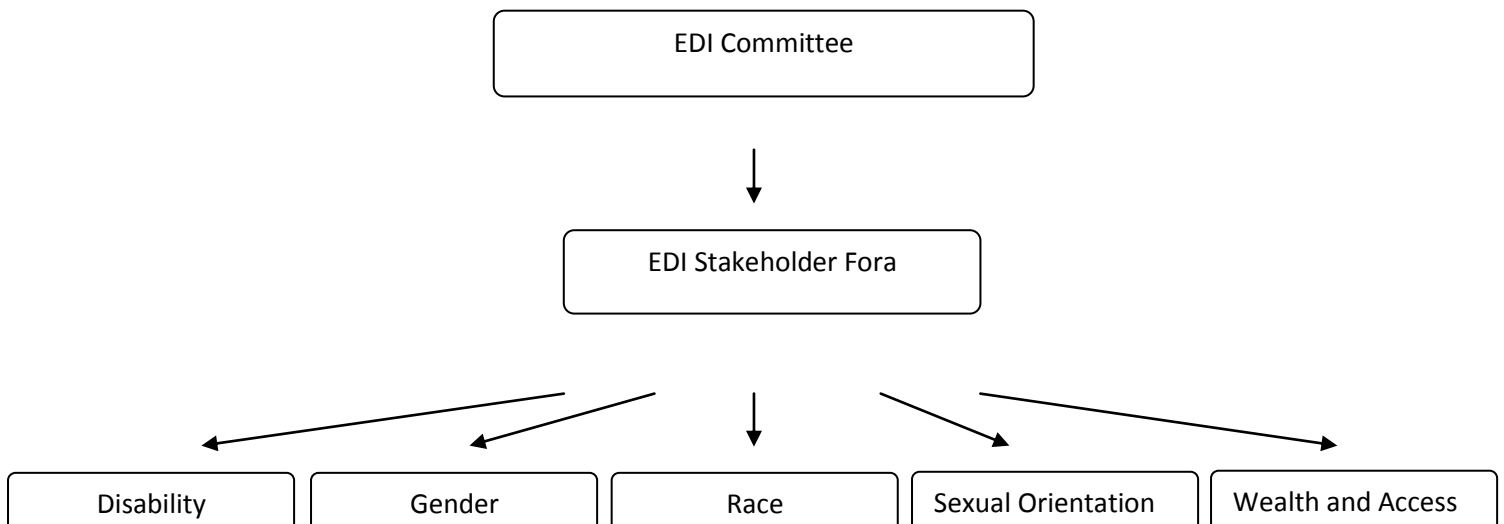 EDI Committee
EDI Stakeholder Fora
Disability
Gender
Race
Sexual Orientation
Wealth and Access